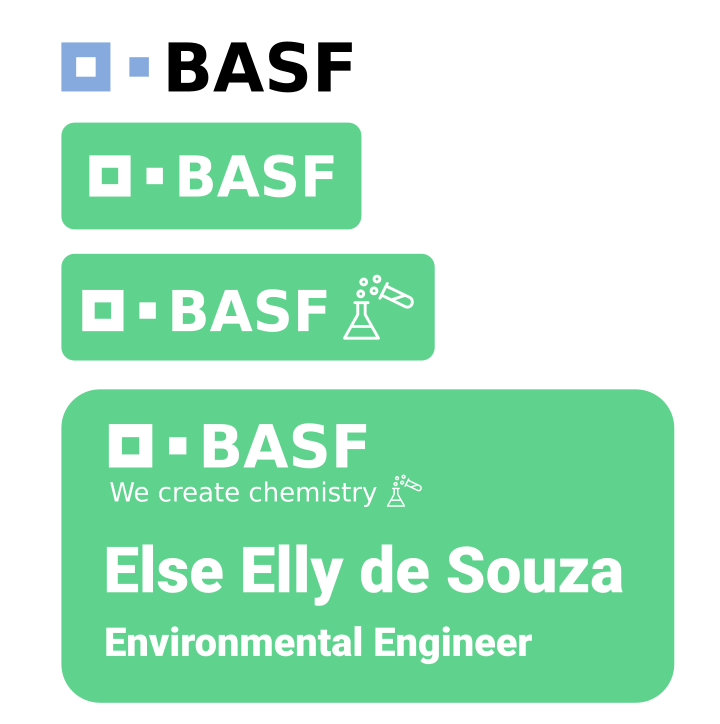 BASF
BASF
BASF
BASF
We create chemistry
Else Elly de Souza
Environmental Engineer